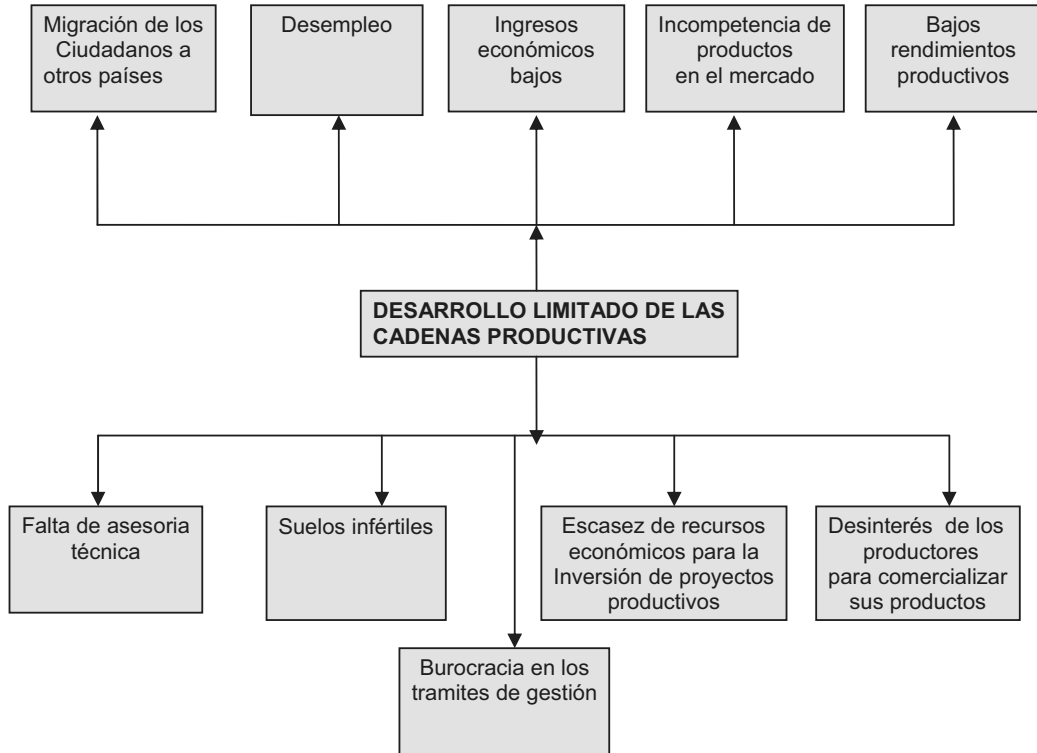 Migración de los
Ciudadanos a
otros países
Desempleo
Ingresos
económicos
bajos
Incompetencia de
productos
en el mercado
Bajos
rendimientos
productivos
DESARROLLO LIMITADO DE LAS
CADENAS PRODUCTIVAS
Falta de asesoria
técnica
Suelos infértiles
Escasez de recursos
económicos para la
Inversión de proyectos
productivos
Desinterés de los
productores
para comercializar
sus productos
Burocracia en los
tramites de gestión